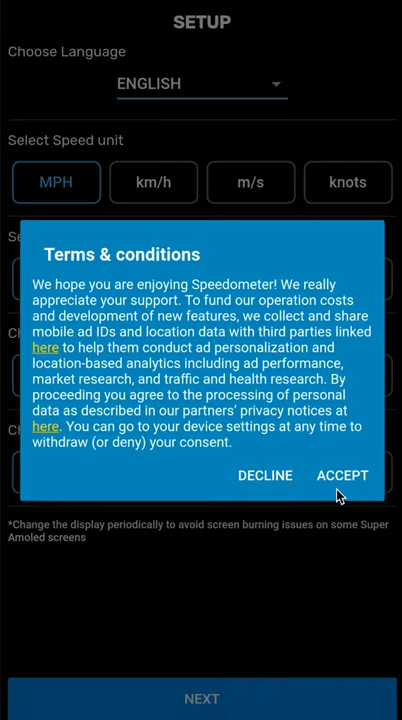 SETUP
Choose Language
ENGLISH
Select Speed unit
MPH km/h m/s knots
Se
Terms & conditions
We hope you are enjoying Speedometer! We really
appreciate your support. To fund our operation costs
and development of new features, we collect and share
mobile ad IDs and location data with third parties linked
here to help them conduct ad personalization and
location-based analytics including ad performance,
market research, and traffic and health research. By
proceeding you agree to the processing of personal
data as described in our partners' privacy notices at
here. You can go to your device settings at any time to
withdraw (or deny) your consent.
Ch
Ch
DECLINE ACCEPT
*Change the display periodically to avoid screen burning issues on some Super
Amoled screens
NEXT